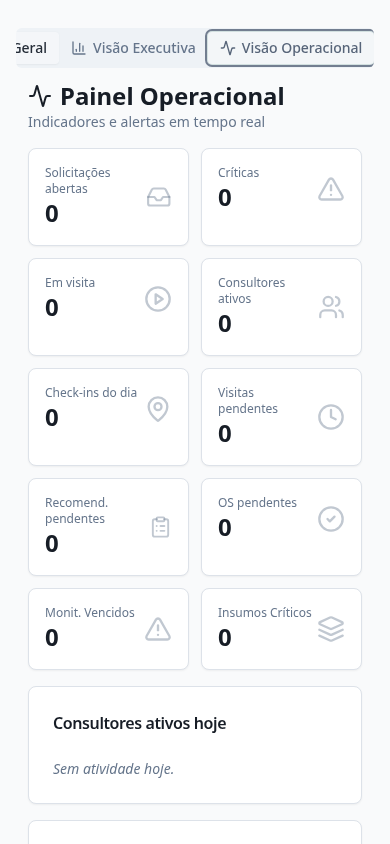 Geral Visão Executiva Visão Operacional
Painel Operacional
Indicadores e alertas em tempo real
Solicitações
abertas
0
Críticas
0
Em visita
0
Consultores
ativos
0
Check-ins do dia
0
Visitas
pendentes
0
Recomend.
pendentes
0
OS pendentes
0
Monit. Vencidos
0
Insumos Críticos
0
Consultores ativos hoje
Sem atividade hoje.